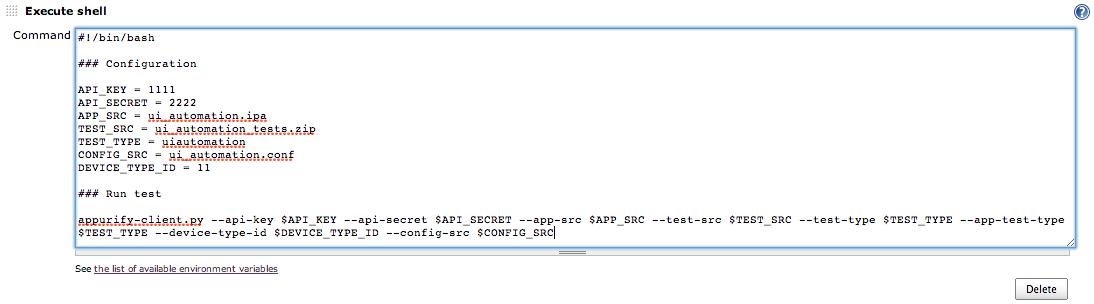 Execute shell
Command
#!/bin/bash
### Configuration
API_KEY = 1111
API_SECRET = 2222
APP_SRC = ui_automation.ipa
TEST_SRC = ui_automation_tests.zip
TEST_TYPE = uiautomation
CONFIG_SRC = ui_automation.conf
DEVICE_TYPE_ID = 11
### Run test
appurify-client.py --api-key $API_KEY --api-secret $API_SECRET --app-src $APP_SRC --test-src $TEST_SRC --test-type $TEST_TYPE --app-test-type
$TEST_TYPE --device-type-id $DEVICE_TYPE_ID --config-src $CONFIG_SRC
See the list of available environment variables
Delete